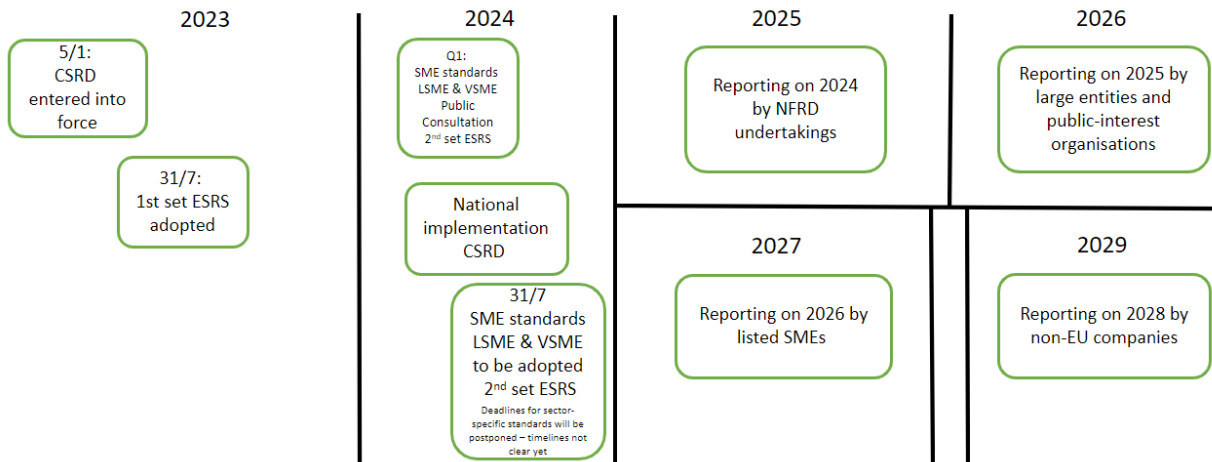 2023
5/1:
CSRD
entered into
force
31/7:
1st set ESRS
adopted
2024
Q1:
SME standards
LSME & VSME
Public
Consultation
2nd set ESRS
National
implementation
CSRD
31/7
SME standards
LSME & VSME
to be adopted
2nd set ESRS
Deadlines for sector-
specific standards will be
postponed – timelines not
clear yet
2025
Reporting on 2024
by NFRD
undertakings
2026
Reporting on 2025 by
large entities and
public-interest
organisations
2027
Reporting on 2026 by
listed SMEs
2029
Reporting on 2028 by
non-EU companies